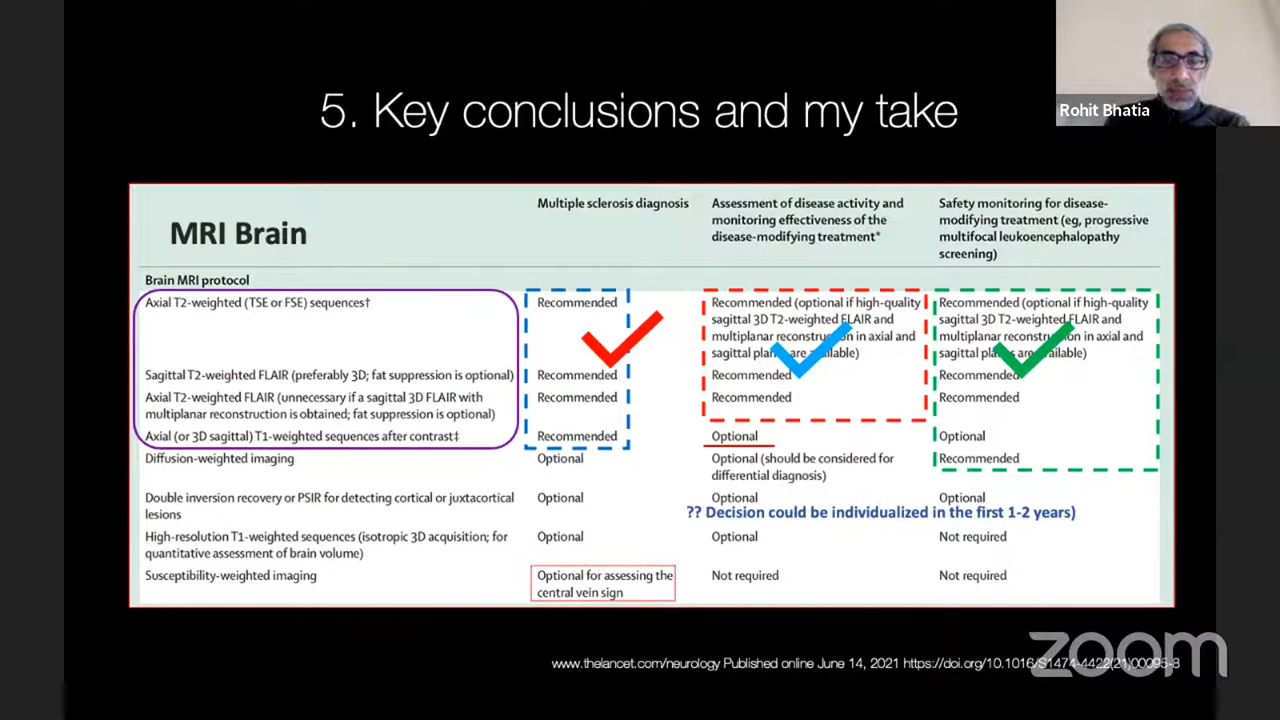 5. Key conclusions and my take
Rohit Bhatia
MRI Brain
Multiple sclerosis diagnosis
Assessment of disease activity and
monitoring effectiveness of the
disease-modifying treatment*
Safety monitoring for disease-
modifying treatment (eg, progressive
multifocal leukoencephalopathy
screening)
Brain MRI protocol
Axial T2-weighted (TSE or FSE) sequences†
Recommended
Recommended (optional if high-quality
sagittal 3D T2-weighted FLAIR and
multiplanar reconstruction in axial and
sagittal planes are available)
Recommended (optional if high-quality
sagittal 3D T2-weighted FLAIR and
multiplanar reconstruction in axial and
sagittal planes are available)
Sagittal T2-weighted FLAIR (preferably 3D; fat suppression is optional)
Recommended
Recommended
Recommended
Axial T2-weighted FLAIR (unnecessary if a sagittal 3D FLAIR with
multiplanar reconstruction is obtained; fat suppression is optional)
Recommended
Recommended
Recommended
Axial (or 3D sagittal) T1-weighted sequences after contrast‡
Recommended
Optional
Optional
Diffusion-weighted imaging
Optional
Optional (should be considered for
differential diagnosis)
Recommended
Double inversion recovery or PSIR for detecting cortical or juxtacortical
lesions
Optional
Optional
Optional
?? Decision could be individualized in the first 1-2 years)
High-resolution T1-weighted sequences (isotropic 3D acquisition; for
quantitative assessment of brain volume)
Optional
Optional
Not required
Susceptibility-weighted imaging
Optional for assessing the
central vein sign
Not required
Not required
www.thelancet.com/neurology Published online June 14, 2021 https://doi.org/10.1016/S1474-4422(21)00095-3
zoom